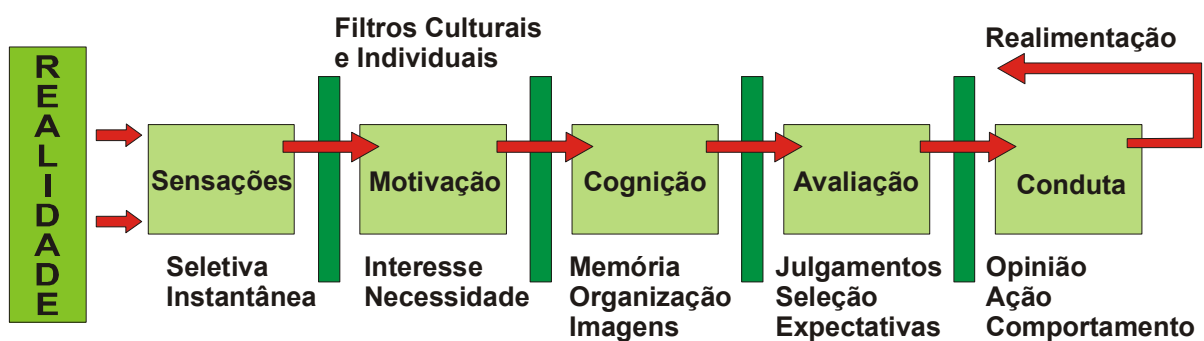 REALIDADE
Filtros Culturais
e Individuais
Realimentação
Sensações
Motivação
Cognição
Avaliação
Conduta
Seletiva
Instantânea
Interesse
Necessidade
Memória
Organização
Imagens
Julgamentos
Seleção
Expectativas
Opinião
Ação
Comportamento